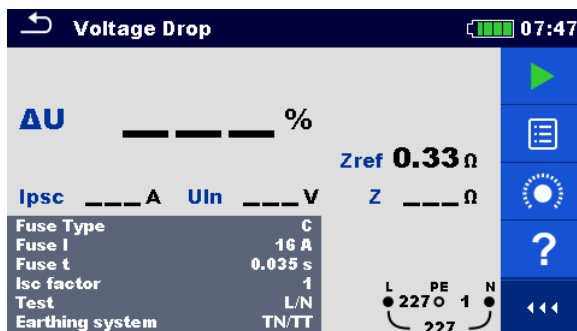 Voltage Drop 07:47
ΔU ___ %
Zref 0.33 Ω
Ipsc ___ A Uln ___ V Z ___ Ω
Fuse Type C
Fuse I 16 A
Fuse t 0.035 s
Isc factor 1
Test L/N
Earthing system TN/TT
L PE N
227 1
227
?